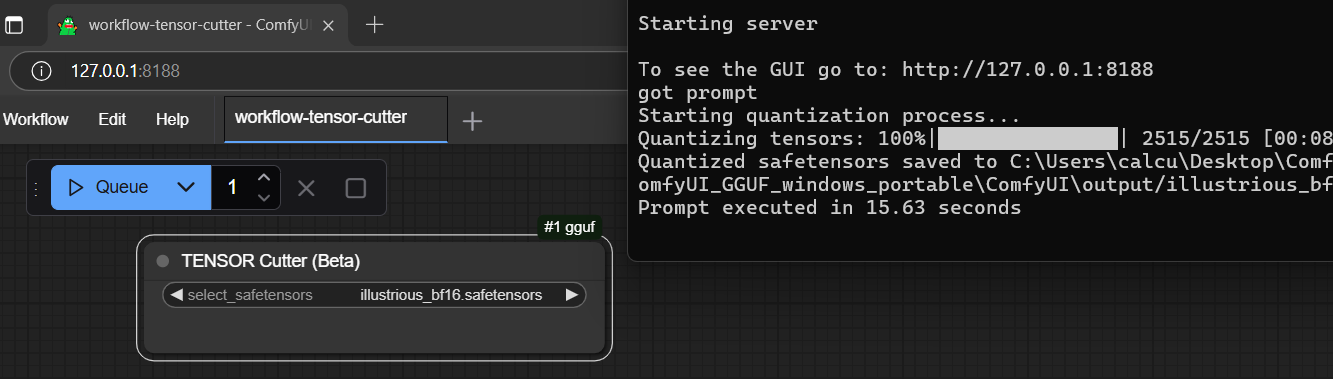 workflow-tensor-cutter - ComfyU
127.0.0.1:8188
Workflow Edit Help workflow-tensor-cutter
Queue 1
#1 gguf
TENSOR Cutter (Beta)
select_safetensors illustrious_bf16.safetensors
Starting server
To see the GUI go to: http://127.0.0.1:8188
got prompt
Starting quantization process...
Quantizing tensors: 100%| | 2515/2515 [00:08
Quantized safetensors saved to C:\Users\calcu\Desktop\Comf
omfyUI_GGUF_windows_portable\ComfyUI\output/illustrious_bf
Prompt executed in 15.63 seconds